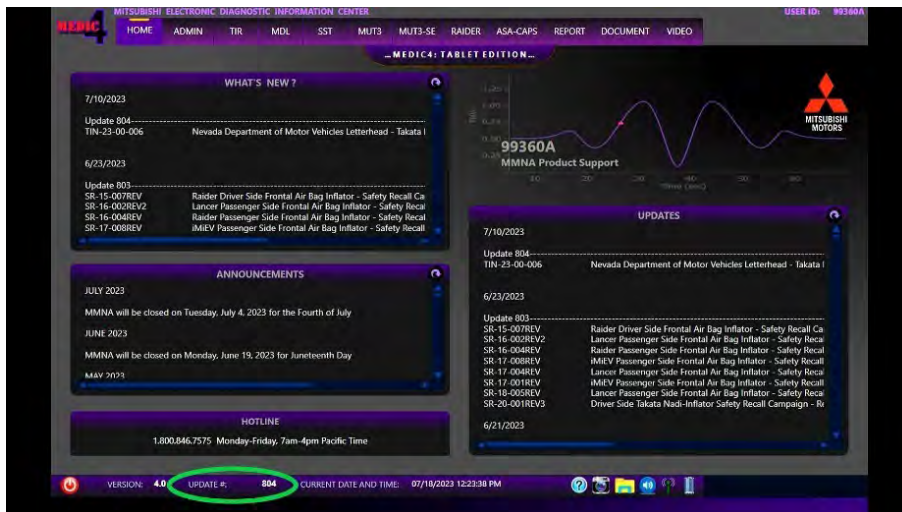 MITSUBISHI ELECTRONIC DIAGNOSTIC INFORMATION CENTER
USER ID: 99360A
MEDIC 4
HOME ADMIN TIR MDL SST MUT3 MUT3-SE RAIDER ASA-CAPS REPORT DOCUMENT VIDEO
...MEDIC4: TABLET EDITION...
WHAT'S NEW ?
7/10/2023
Update 804
TIN-23-00-006 Nevada Department of Motor Vehicles Letterhead - Takata
6/23/2023
Update 803
SR-15-007REV Raider Driver Side Frontal Air Bag Inflator - Safety Recall Ca
SR-16-002REV2 Lancer Passenger Side Frontal Air Bag Inflator - Safety Recal
SR-16-004REV Raider Passenger Side Frontal Air Bag Inflator - Safety Recal
SR-17-008REV iMiEV Passenger Side Frontal Air Bag Inflator - Safety Recall
ANNOUNCEMENTS
JULY 2023
MMNA will be closed on Tuesday, July 4, 2023 for the Fourth of July
JUNE 2023
MMNA will be closed on Monday, June 19, 2023 for Juneteenth Day
MAY 2023
HOTLINE
1.800.846.7575 Monday-Friday, 7am-4pm Pacific Time
99360A
MMNA Product Support
MITSUBISHI
MOTORS
UPDATES
7/10/2023
Update 804
TIN-23-00-006 Nevada Department of Motor Vehicles Letterhead - Takata
6/23/2023
Update 803
SR-15-007REV Raider Driver Side Frontal Air Bag Inflator - Safety Recall Ca
SR-16-002REV2 Lancer Passenger Side Frontal Air Bag Inflator - Safety Recal
SR-16-004REV Raider Passenger Side Frontal Air Bag Inflator - Safety Recal
SR-17-008REV iMiEV Passenger Side Frontal Air Bag Inflator - Safety Recall
SR-17-004REV Lancer Passenger Side Frontal Air Bag Inflator - Safety Recal
SR-17-001REV iMiEV Passenger Side Frontal Air Bag Inflator - Safety Recall
SR-18-005REV Lancer Passenger Side Frontal Air Bag Inflator - Safety Recal
SR-20-001REV3 Driver Side Takata Nadi-Inflator Safety Recall Campaign - Re
6/21/2023
VERSION: 4.0 UPDATE #: 804 CURRENT DATE AND TIME: 07/18/2023 12:23:38 PM